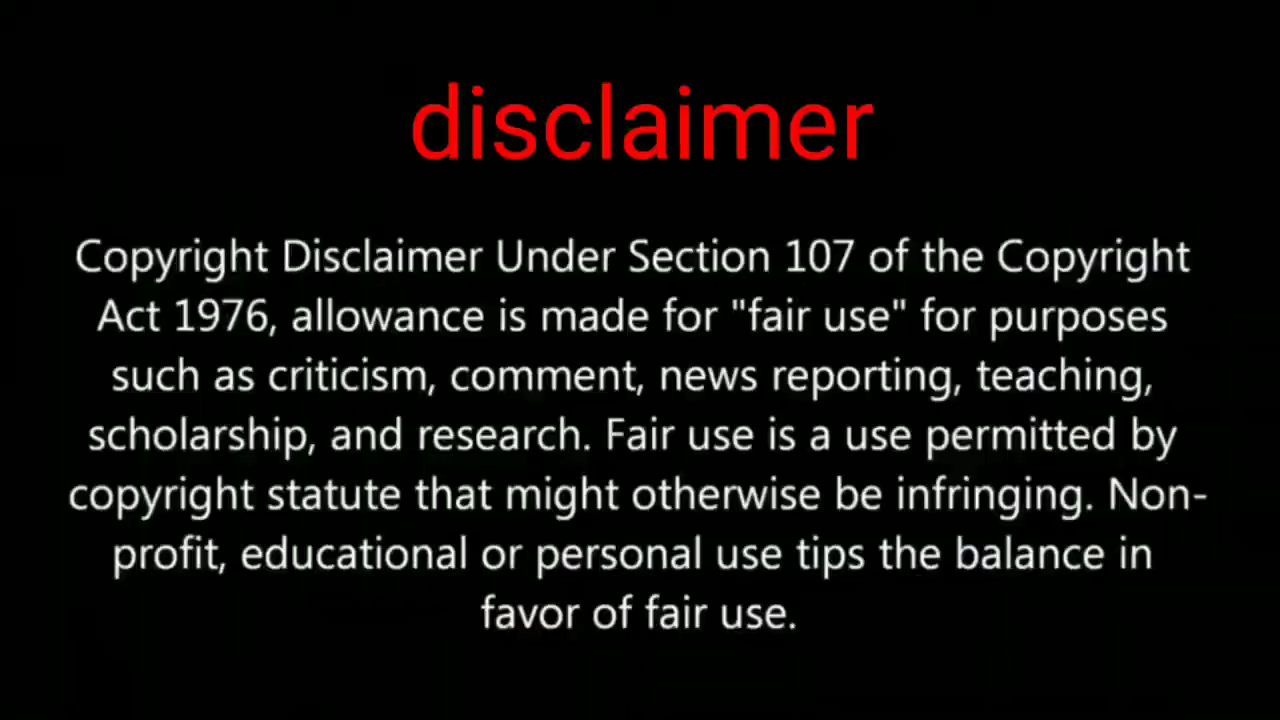 disclaimer
Copyright Disclaimer Under Section 107 of the Copyright
Act 1976, allowance is made for "fair use" for purposes
such as criticism, comment, news reporting, teaching,
scholarship, and research. Fair use is a use permitted by
copyright statute that might otherwise be infringing. Non-
profit, educational or personal use tips the balance in
favor of fair use.